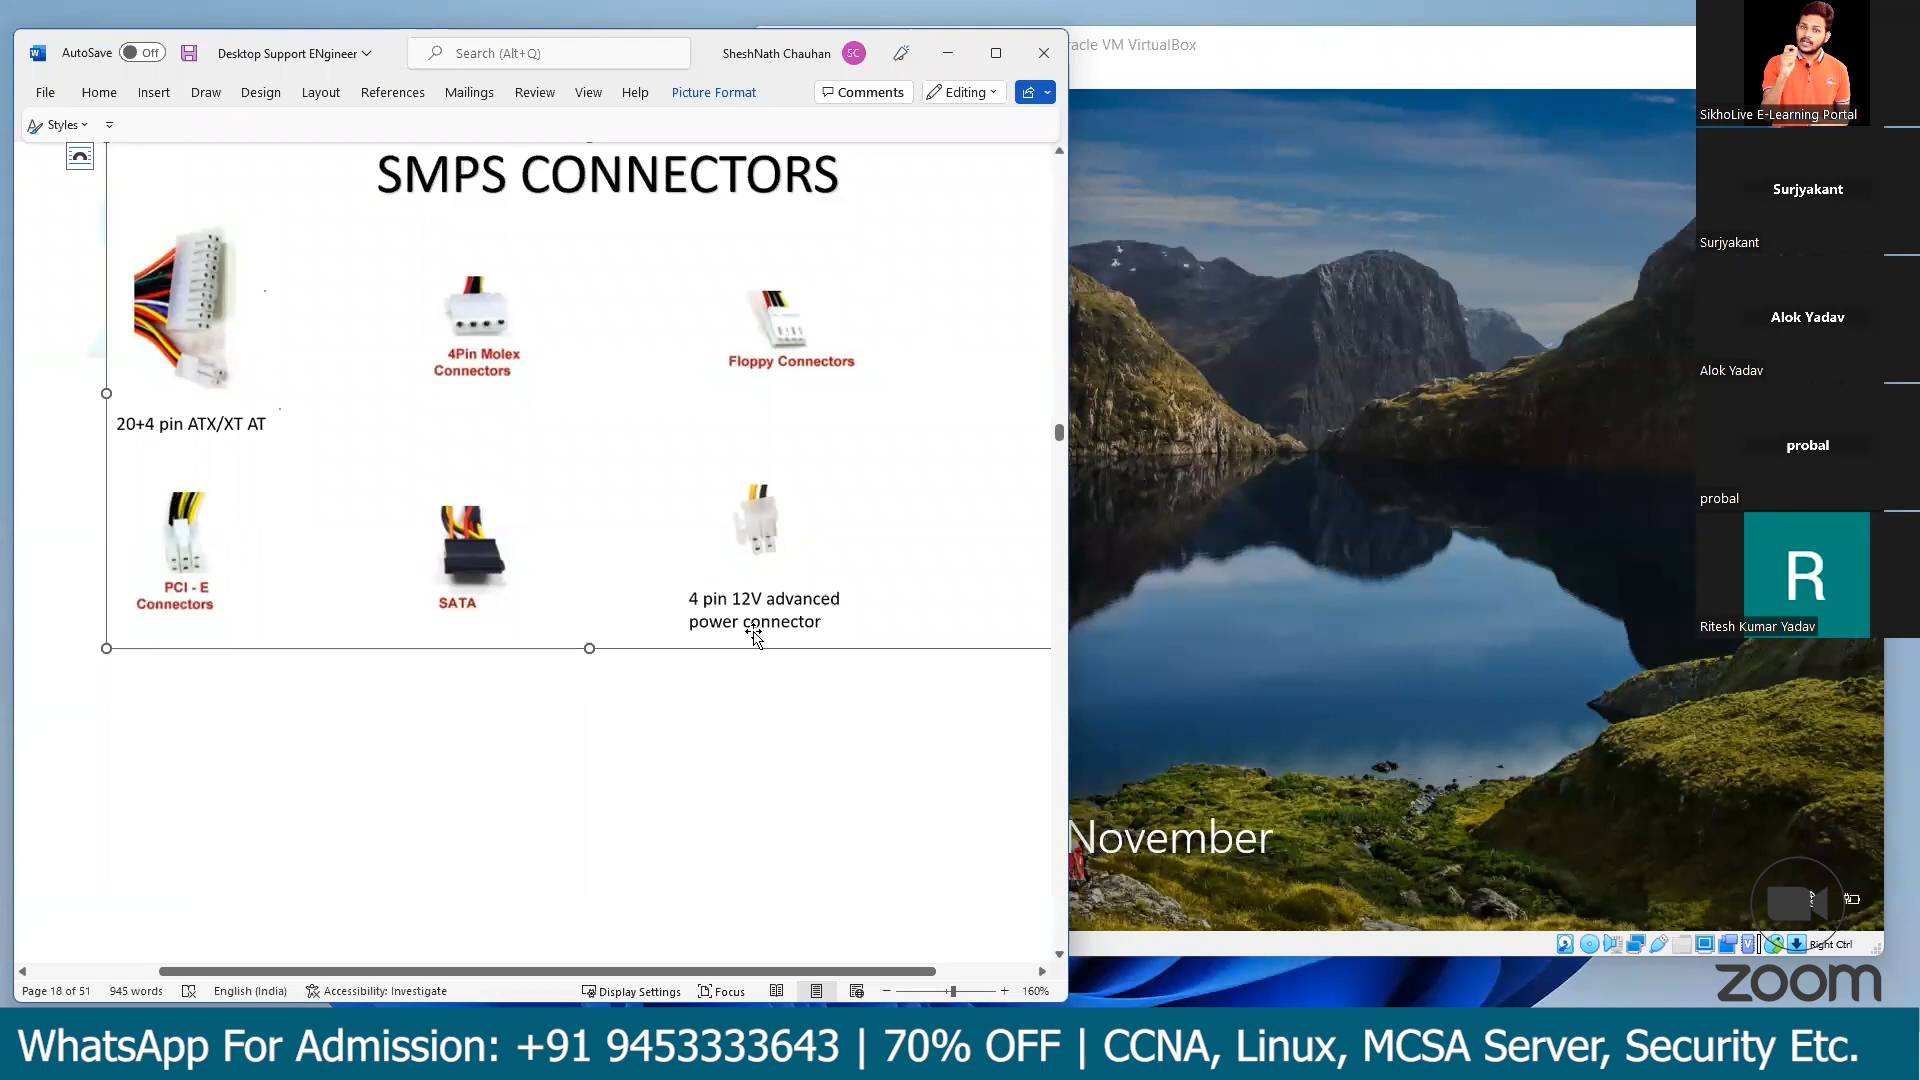 AutoSave
Off
Desktop Support ENgineer
Search (Alt+Q)
SheshNath Chauhan
SC
File
Home
Insert
Draw
Design
Layout
References
Mailings
Review
View
Help
Picture Format
Comments
Editing
Styles
SMPS CONNECTORS
4Pin Molex
Connectors
Floppy Connectors
20+4 pin ATX/XT AT
PCI - E
Connectors
SATA
4 pin 12V advanced
power connector
Page 18 of 51
945 words
English (India)
Accessibility: Investigate
Display Settings
Focus
160%
acle VM VirtualBox
November
Right Ctrl
SikhoLive E-Learning Portal
Surjyakant
Surjyakant
Alok Yadav
Alok Yadav
probal
probal
R
Ritesh Kumar Yadav
zoom
WhatsApp For Admission: +91 9453333643 | 70% OFF | CCNA, Linux, MCSA Server, Security Etc.